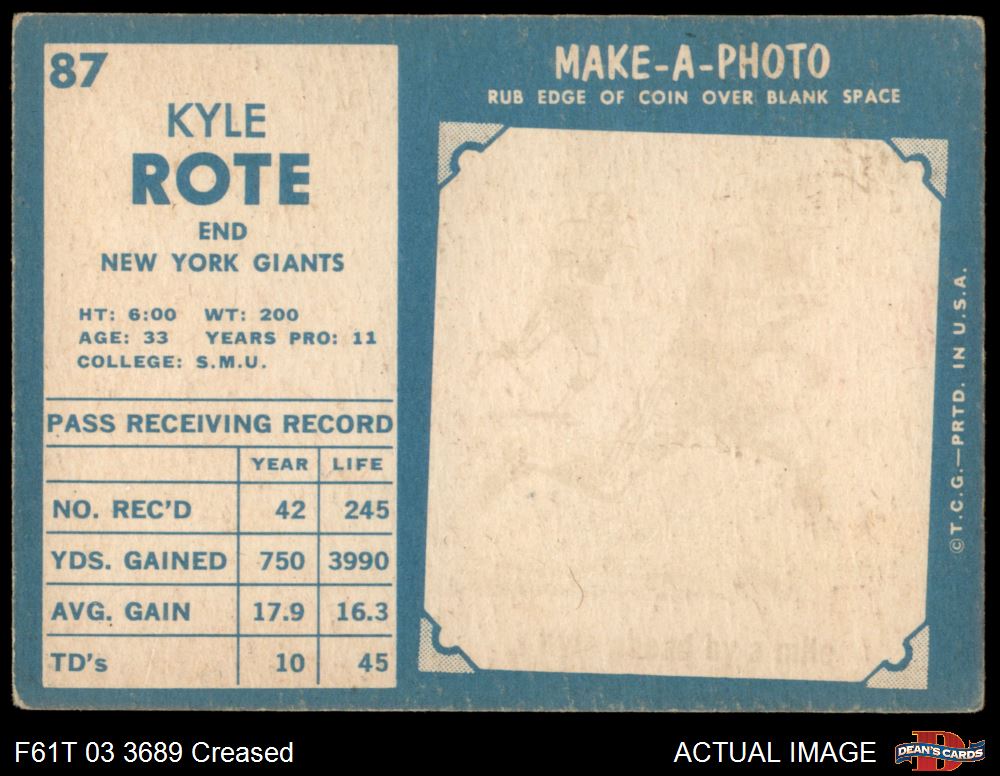 87
KYLE
ROTE
END
NEW YORK GIANTS
HT: 6:00 WT: 200
AGE: 33 YEARS PRO: 11
COLLEGE: S.M.U.
PASS RECEIVING RECORD
YEAR LIFE
NO. REC'D 42 245
YDS. GAINED 750 3990
AVG. GAIN 17.9 16.3
TD's 10 45
MAKE-A-PHOTO
RUB EDGE OF COIN OVER BLANK SPACE
©T.C.G.—PRTD. IN U.S.A.
F61T 03 3689 Creased
ACTUAL IMAGE
DEAN'S CARDS